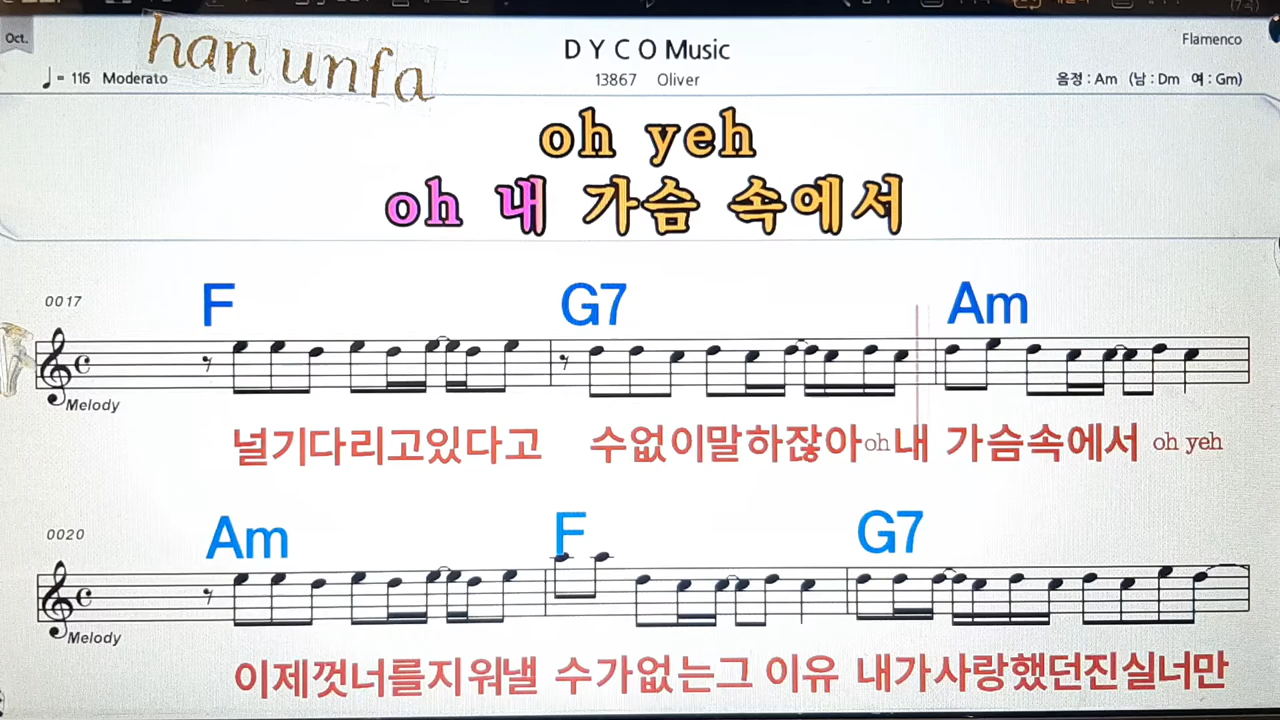 Oct.
han unfa
♩= 116 Moderato
D Y C O Music
13867 Oliver
Flamenco
음정 : Am (남 : Dm 여 : Gm)
oh yeh
oh 내 가슴 속에서
0017
F G7 Am
Melody
널기다리고있다고 수없이말하잖아oh내 가슴속에서 oh yeh
0020
Am F G7
Melody
이제껏너를지워낼 수가없는그 이유 내가사랑했던진실너만